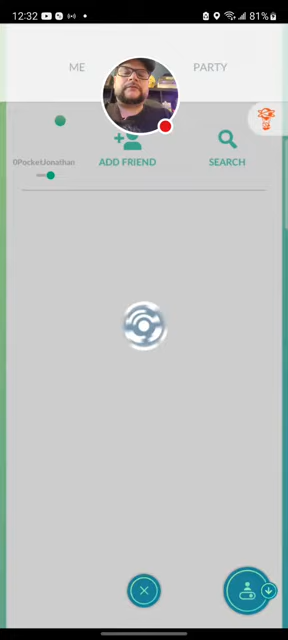 12:32
81%
ME
PARTY
0PocketJonathan
ADD FRIEND
SEARCH